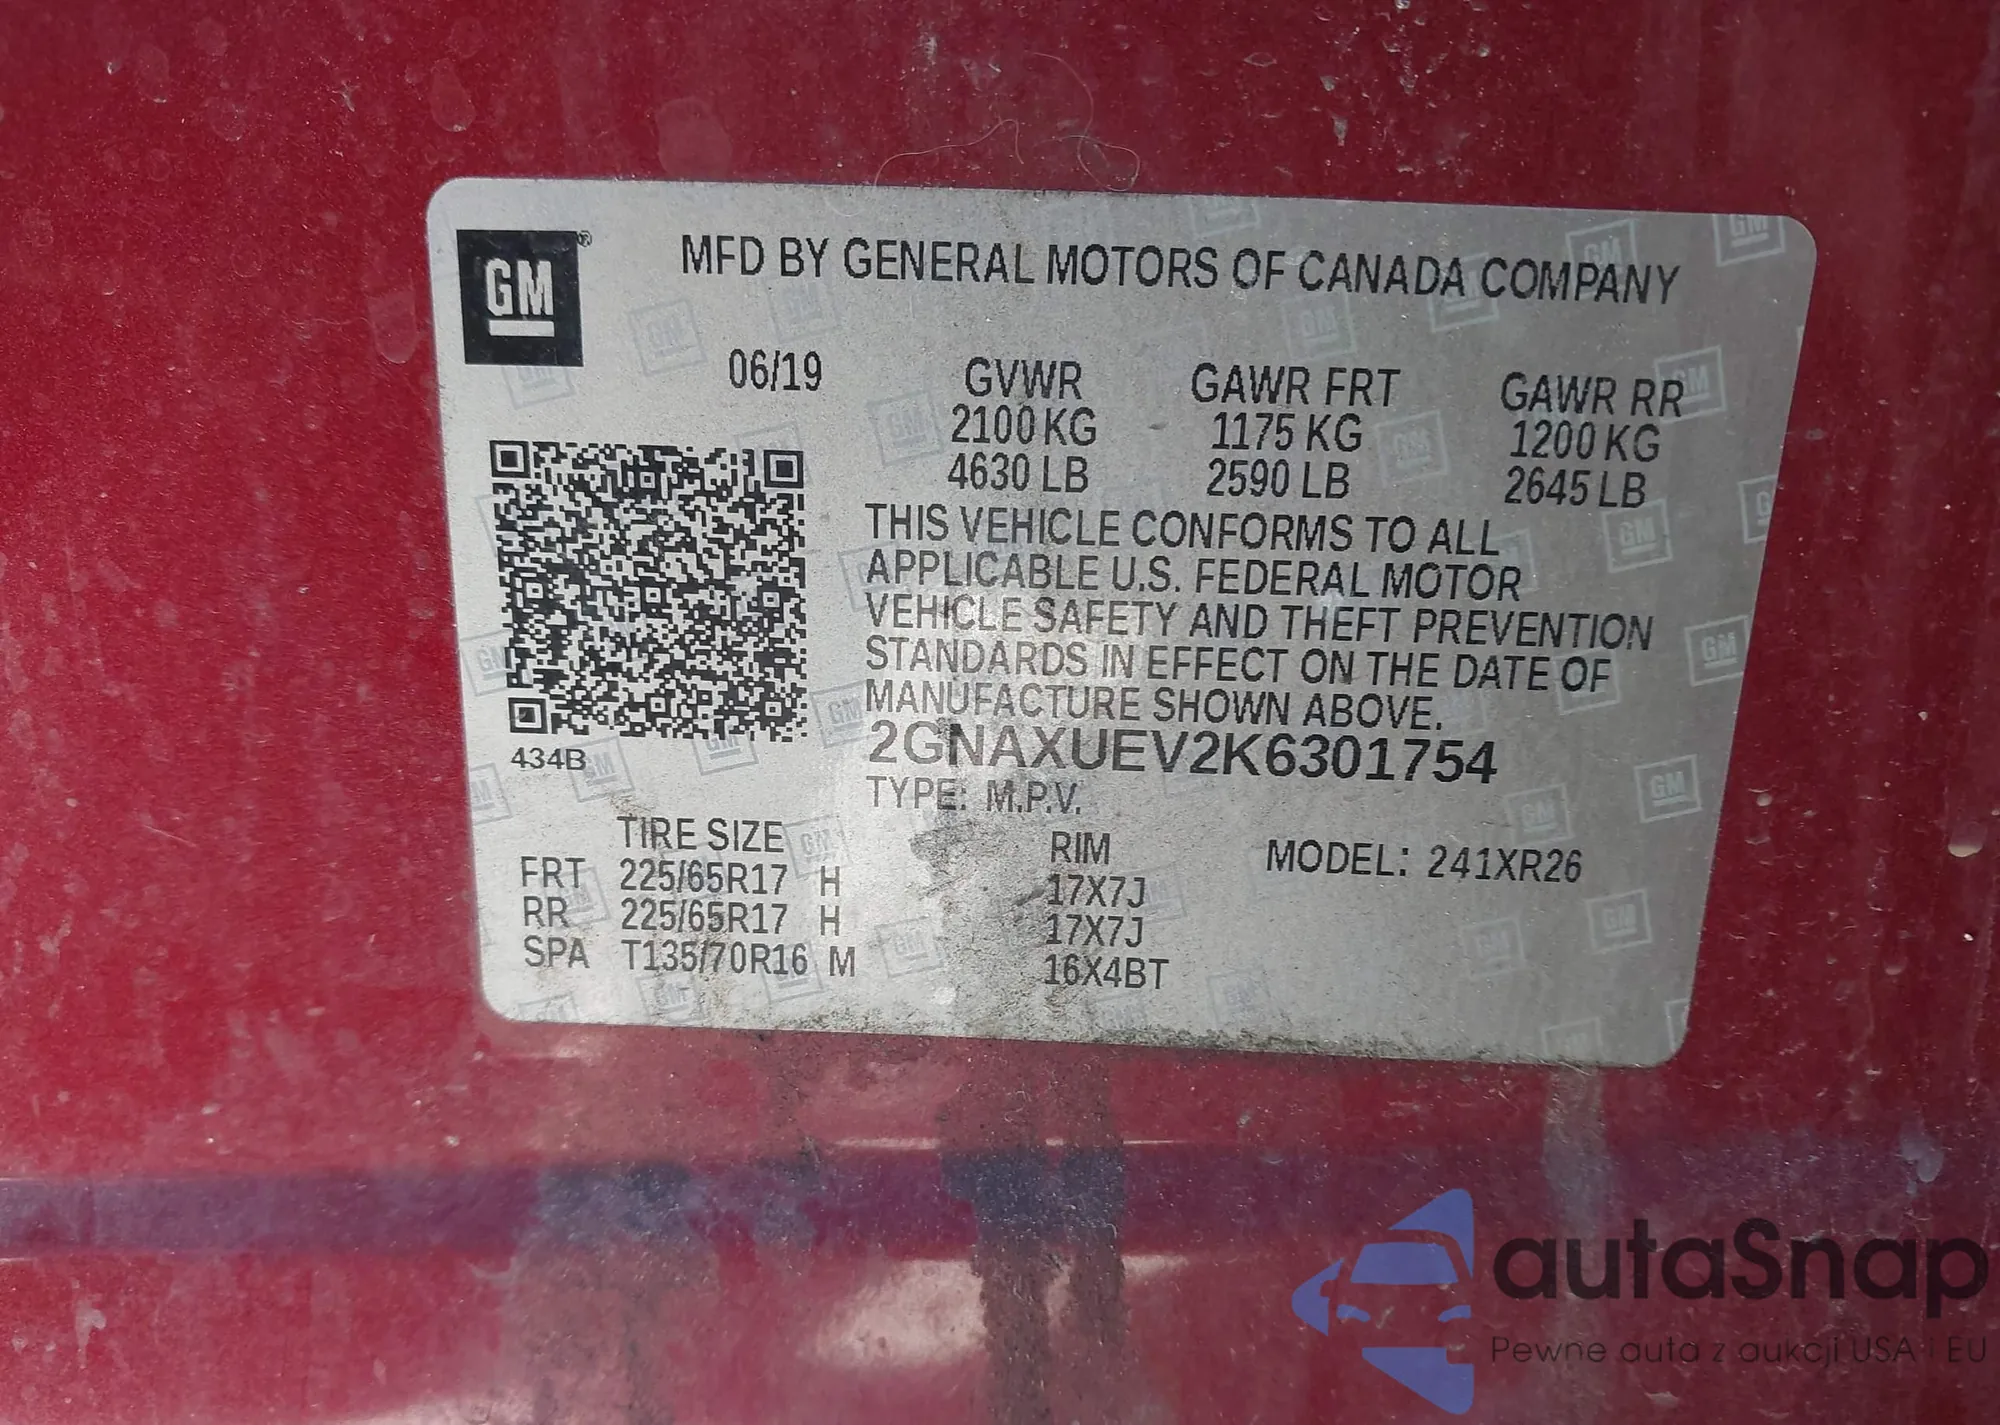 GM®
MFD BY GENERAL MOTORS OF CANADA COMPANY
06/19 GVWR GAWR FRT GAWR RR
2100 KG 1175 KG 1200 KG
4630 LB 2590 LB 2645 LB
THIS VEHICLE CONFORMS TO ALL
APPLICABLE U.S. FEDERAL MOTOR
VEHICLE SAFETY AND THEFT PREVENTION
STANDARDS IN EFFECT ON THE DATE OF
MANUFACTURE SHOWN ABOVE.
2GNAXUEV2K6301754
434B
TYPE: M.P.V.
TIRE SIZE RIM MODEL: 241XR26
FRT 225/65R17 H 17X7J
RR 225/65R17 H 17X7J
SPA T135/70R16 M 16X4BT
autaSnap
Pewne auta z aukcji USA i EU